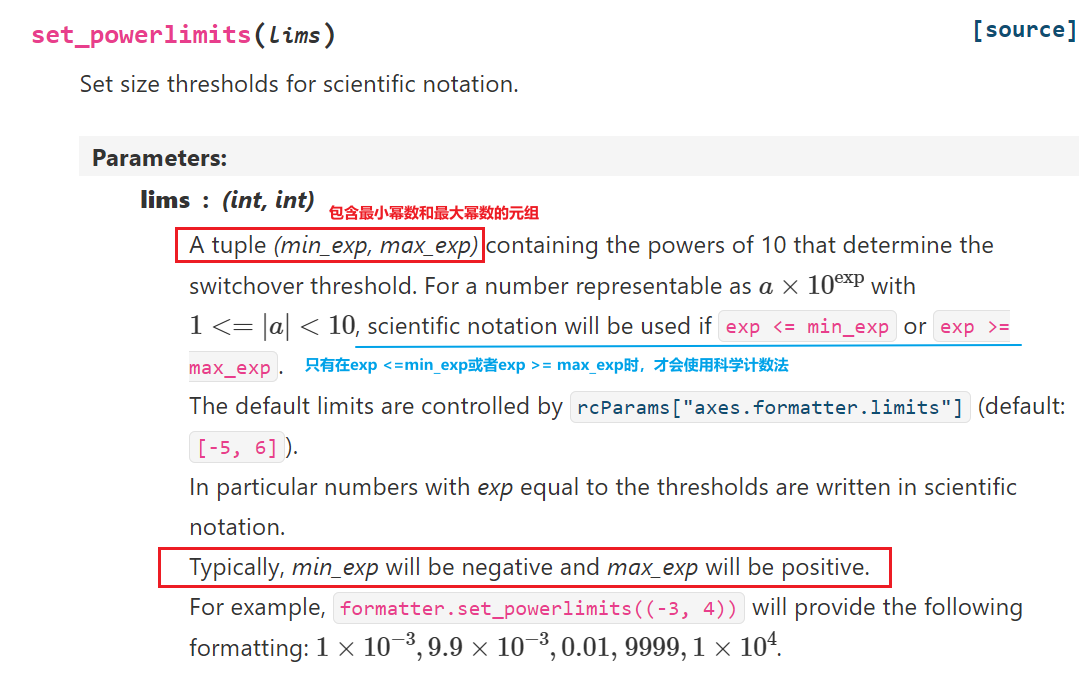 set_powerlimits(lims) [source]
Set size thresholds for scientific notation.
Parameters:
lims : (int, int) 包含最小幂数和最大幂数的元组
A tuple (min_exp, max_exp) containing the powers of 10 that determine the
switchover threshold. For a number representable as a × 10^exp with
1 <= |a| < 10, scientific notation will be used if exp <= min_exp or exp >=
max_exp. 只有在exp <=min_exp或者exp >= max_exp时，才会使用科学计数法
The default limits are controlled by rcParams["axes.formatter.limits"] (default:
[-5, 6]).
In particular numbers with exp equal to the thresholds are written in scientific
notation.
Typically, min_exp will be negative and max_exp will be positive.
For example, formatter.set_powerlimits((-3, 4)) will provide the following
formatting: 1 × 10⁻³, 9.9 × 10⁻³, 0.01, 9999, 1 × 10⁴.